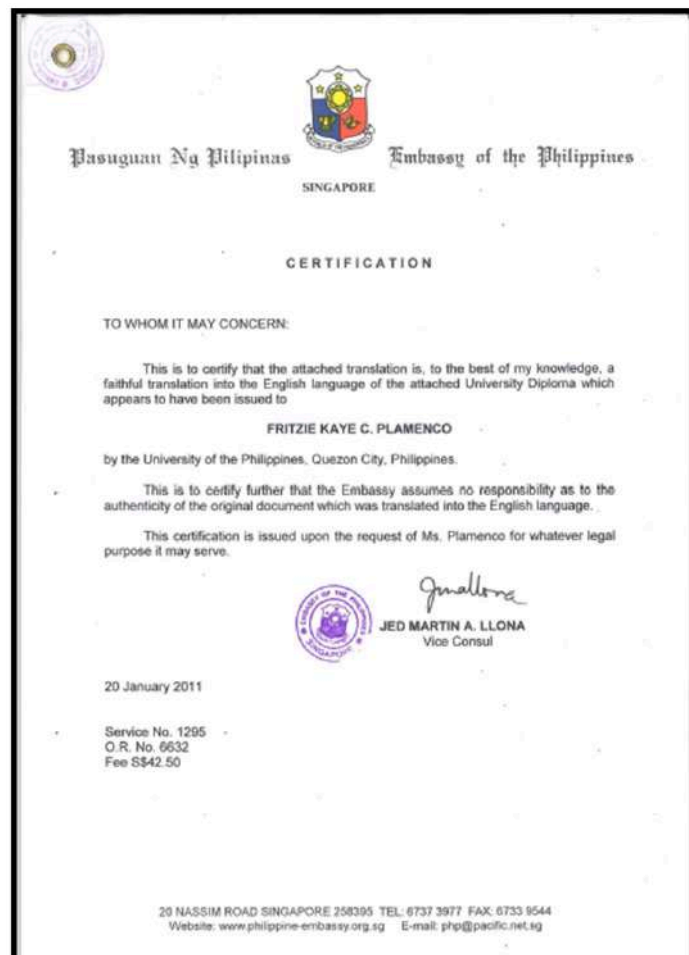 Pasuguan Ng Pilipinas Embassy of the Philippines
SINGAPORE
CERTIFICATION
TO WHOM IT MAY CONCERN:
This is to certify that the attached translation is, to the best of my knowledge, a
faithful translation into the English language of the attached University Diploma which
appears to have been issued to
FRITZIE KAYE C. PLAMENCO
by the University of the Philippines, Quezon City, Philippines.
This is to certify further that the Embassy assumes no responsibility as to the
authenticity of the original document which was translated into the English language.
This certification is issued upon the request of Ms. Plamenco for whatever legal
purpose it may serve.
EMBASSY OF THE PHILIPPINES
SINGAPORE
JED MARTIN A. LLONA
Vice Consul
20 January 2011
Service No. 1295
O.R. No. 6632
Fee S$42.50
20 NASSIM ROAD SINGAPORE 258395 TEL: 6737 3977 FAX: 6733 9544
Website: www.philippine-embassy.org.sg E-mail: php@pacific.net.sg